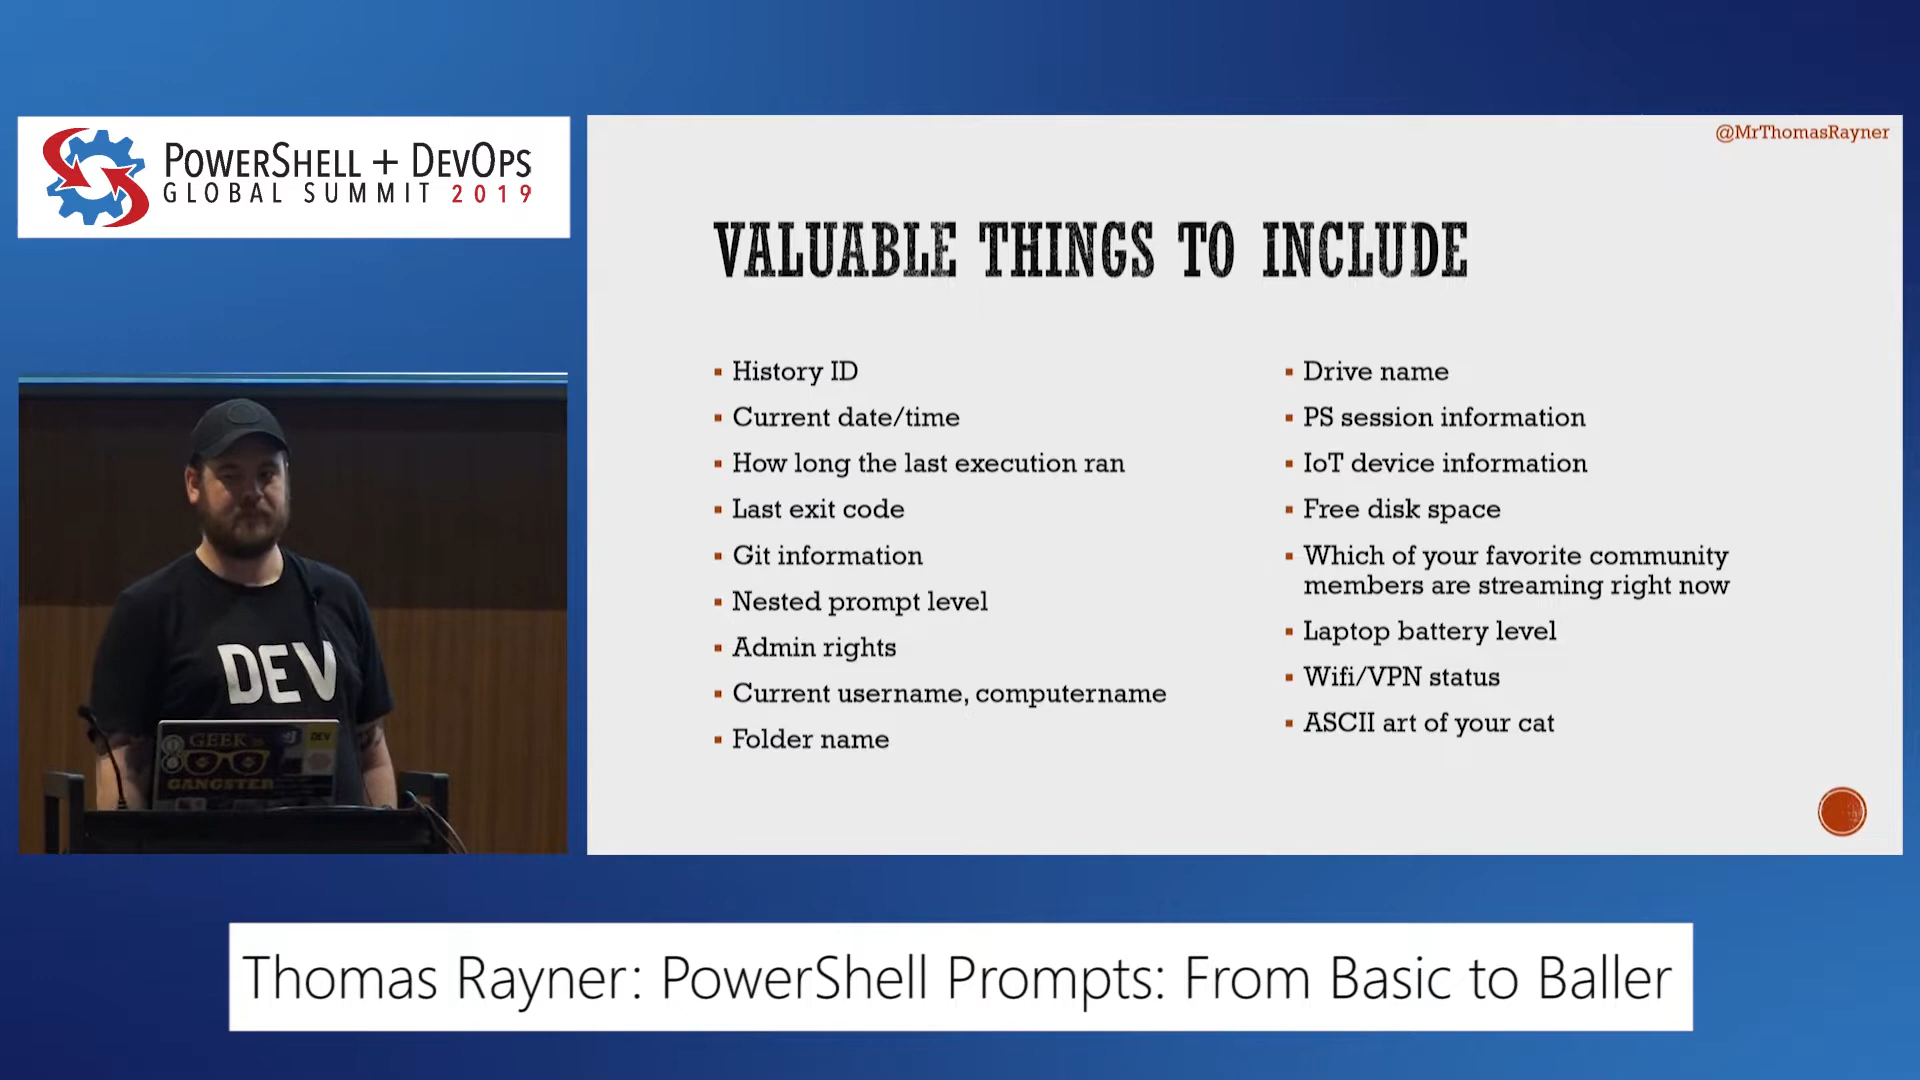 POWERSHELL + DEVOPS
GLOBAL SUMMIT 2019
@MrThomasRayner
VALUABLE THINGS TO INCLUDE
▪ History ID
▪ Current date/time
▪ How long the last execution ran
▪ Last exit code
▪ Git information
▪ Nested prompt level
▪ Admin rights
▪ Current username, computername
▪ Folder name
▪ Drive name
▪ PS session information
▪ IoT device information
▪ Free disk space
▪ Which of your favorite community
members are streaming right now
▪ Laptop battery level
▪ Wifi/VPN status
▪ ASCII art of your cat
DEV
GEEK is
DEV
GANGSTER
Thomas Rayner: PowerShell Prompts: From Basic to Baller